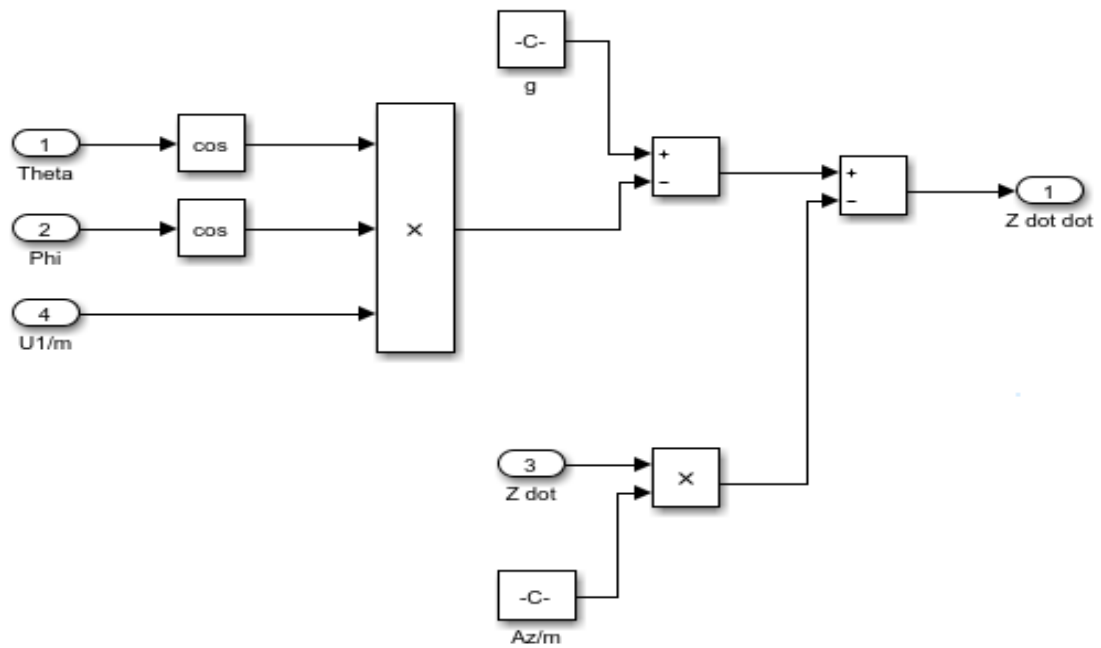 -C-
g
1
Theta
cos
2
Phi
cos
4
U1/m
×
+
−
+
−
1
Z dot dot
3
Z dot
×
-C-
Az/m